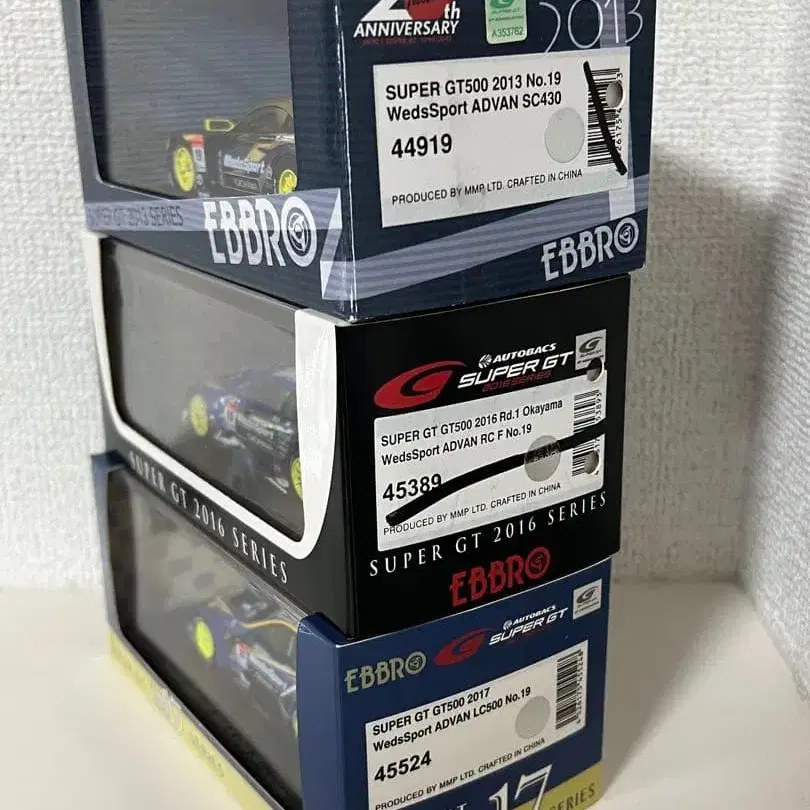 20th
ANNIVERSARY
SUPER GT
A353762
2013
SUPER GT500 2013 No.19
WedsSport ADVAN SC430
44919
PRODUCED BY MMP LTD. CRAFTED IN CHINA
EBBRO
WedsSport
SUPER GT 2013 SERIES
EBBRO
AUTOBACS
SUPER GT
2016 SERIES
SUPER GT GT500 2016 Rd.1 Okayama
WedsSport ADVAN RC F No.19
45389
PRODUCED BY MMP LTD. CRAFTED IN CHINA
SUPER GT 2016 SERIES
EBBRO
SUPER GT 2016 SERIES
EBBRO
AUTOBACS
SUPER GT
SUPER GT GT500 2017
WedsSport ADVAN LC500 No.19
45524
PRODUCED BY MMP LTD. CRAFTED IN CHINA
17
SERIES